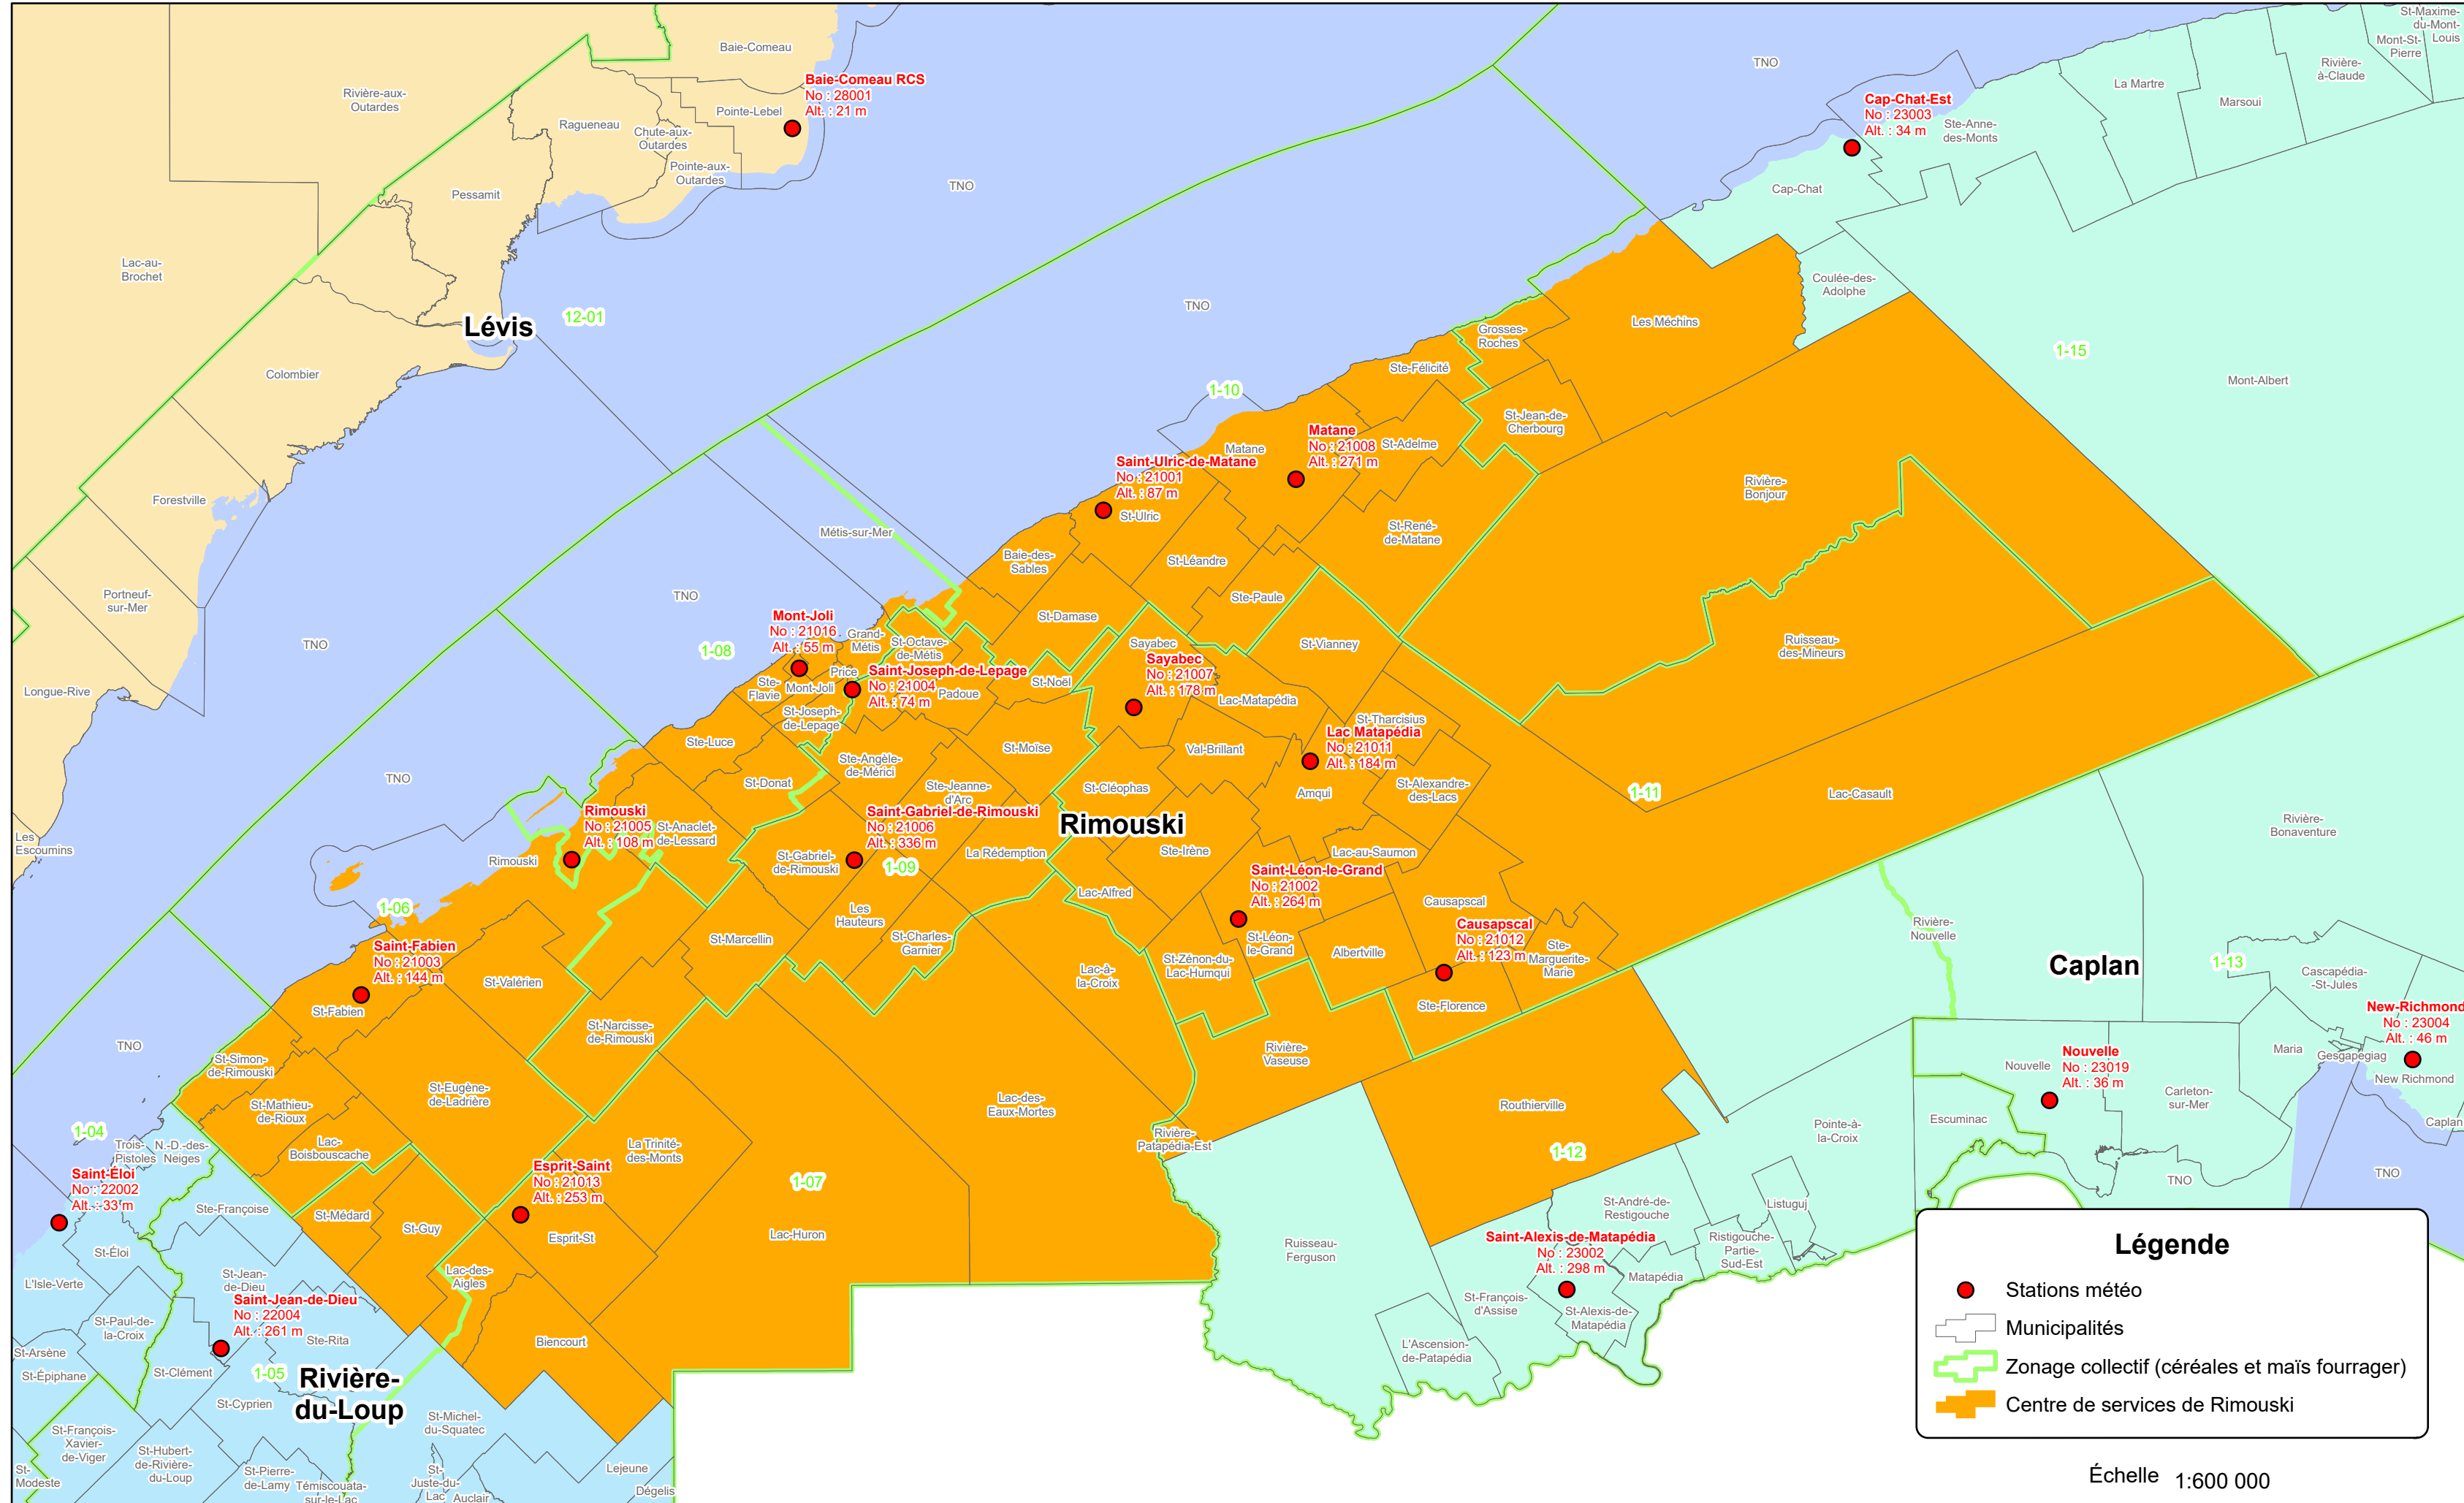 St-Maxime-
du-Mont-
Louis
Mont-St-
Pierre
Rivière-
à-Claude
La Martre
Marsoui
TNO
Baie-Comeau
Baie-Comeau RCS
No : 28001
Alt. : 21 m
Rivière-aux-
Outardes
Pointe-Lebel
Ragueneau
Chute-aux-
Outardes
Pointe-aux-
Outardes
Pessamit
Cap-Chat-Est
No : 23003
Alt. : 34 m
Ste-Anne-
des-Monts
Cap-Chat
TNO
Lac-au-
Brochet
Coulée-des-
Adolphe
TNO
Lévis
12-01
Les Méchins
Grosses-
Roches
1-15
Mont-Albert
Colombier
Ste-Félicité
1-10
St-Jean-de-
Cherbourg
Matane
No : 21008
Alt. : 271 m
St-Adelme
Matane
Saint-Ulric-de-Matane
No : 21001
Alt. : 87 m
St-Ulric
Rivière-
Bonjour
Forestville
St-René-
de-Matane
Métis-sur-Mer
Baie-des-
Sables
St-Léandre
Portneuf-
sur-Mer
TNO
Ste-Paule
St-Damase
Mont-Joli
No : 21016
Alt. : 55 m
Grand-
Métis
St-Octave-
de-Métis
TNO
1-08
Sayabec
St-Vianney
Ruisseau-
des-Mineurs
Sayabec
No : 21007
Alt. : 178 m
Price
Saint-Joseph-de-Lepage
No : 21004
Alt. : 74 m
Padoue
St-Noël
Ste-
Flavie
Mont-Joli
Longue-Rive
Lac-Matapédia
St-Joseph-
de-Lepage
St-Tharcisius
Lac Matapédia
No : 21011
Alt. : 184 m
Ste-Luce
St-Moïse
Val-Brillant
Ste-Angèle-
de-Mérici
TNO
St-Donat
Ste-Jeanne-
d'Arc
St-Cléophas
Amqui
St-Alexandre-
des-Lacs
1-11
Lac-Casault
Rimouski
No : 21005
Alt. : 108 m
St-Anaclet-
de-Lessard
Saint-Gabriel-de-Rimouski
No : 21006
Alt. : 336 m
Rimouski
Rivière-
Bonaventure
Les
Escoumins
Rimouski
St-Gabriel-
de-Rimouski
1-09
La Rédemption
Ste-Irène
Lac-au-Saumon
Saint-Léon-le-Grand
No : 21002
Alt. : 264 m
Lac-Alfred
Causapscal
1-06
Les
Hauteurs
St-Charles-
Garnier
St-Marcellin
Causapscal
No : 21012
Alt. : 123 m
Rivière-
Nouvelle
Saint-Fabien
No : 21003
Alt. : 144 m
St-Léon-
le-Grand
Albertville
Ste-
Marguerite-
Marie
St-Zénon-du-
Lac-Humqui
Caplan
1-13
Cascapédia-
-St-Jules
St-Valérien
Lac-à-
la-Croix
St-Fabien
Ste-Florence
New-Richmond
No : 23004
Alt. : 46 m
St-Narcisse-
de-Rimouski
TNO
Rivière-
Vaseuse
Nouvelle
No : 23019
Alt. : 36 m
Nouvelle
Maria
Gesgapegiag
New Richmond
St-Simon-
de-Rimouski
St-Eugène-
de-Ladrière
St-Mathieu-
de-Rioux
Lac-des-
Eaux-Mortes
Routhierville
Carleton-
sur-Mer
Escuminac
Pointe-à-
la-Croix
Caplan
1-04
Trois-
Pistoles
N.-D.-des-
Neiges
Lac-
Boisbouscache
La Trinité-
des-Monts
Rivière-
Patapédia-Est
1-12
TNO
TNO
Saint-Éloi
No : 22002
Alt. : 33 m
Esprit-Saint
No : 21013
Alt. : 253 m
1-07
Ste-Françoise
St-Médard
St-Guy
St-André-de-
Restigouche
Listuguj
Esprit-St
Lac-Huron
Saint-Alexis-de-Matapédia
No : 23002
Alt. : 298 m
Ristigouche-
Partie-
Sud-Est
Ruisseau-
Ferguson
St-Éloi
L'Isle-Verte
St-Jean-
de-Dieu
Lac-des-
Aigles
Matapédia
Saint-Jean-de-Dieu
No : 22004
Alt. : 261 m
St-François-
d'Assise
St-Alexis-de-
Matapédia
St-Paul-de-
la-Croix
Ste-Rita
Biencourt
L'Ascension-
de-Patapédia
St-Arsène
St-Épiphane
St-Clément
1-05
Rivière-
du-Loup
St-Cyprien
St-Michel-
du-Squatec
St-François-
Xavier-
de-Viger
St-Hubert-
de-Rivière-
du-Loup
St-
Modeste
St-Pierre-
de-Lamy
Témiscouata-
sur-le-Lac
St-
Juste-du-
Lac
Auclair
Lejeune
Dégelis
Légende
Stations météo
Municipalités
Zonage collectif (céréales et maïs fourrager)
Centre de services de Rimouski
Échelle 1:600 000